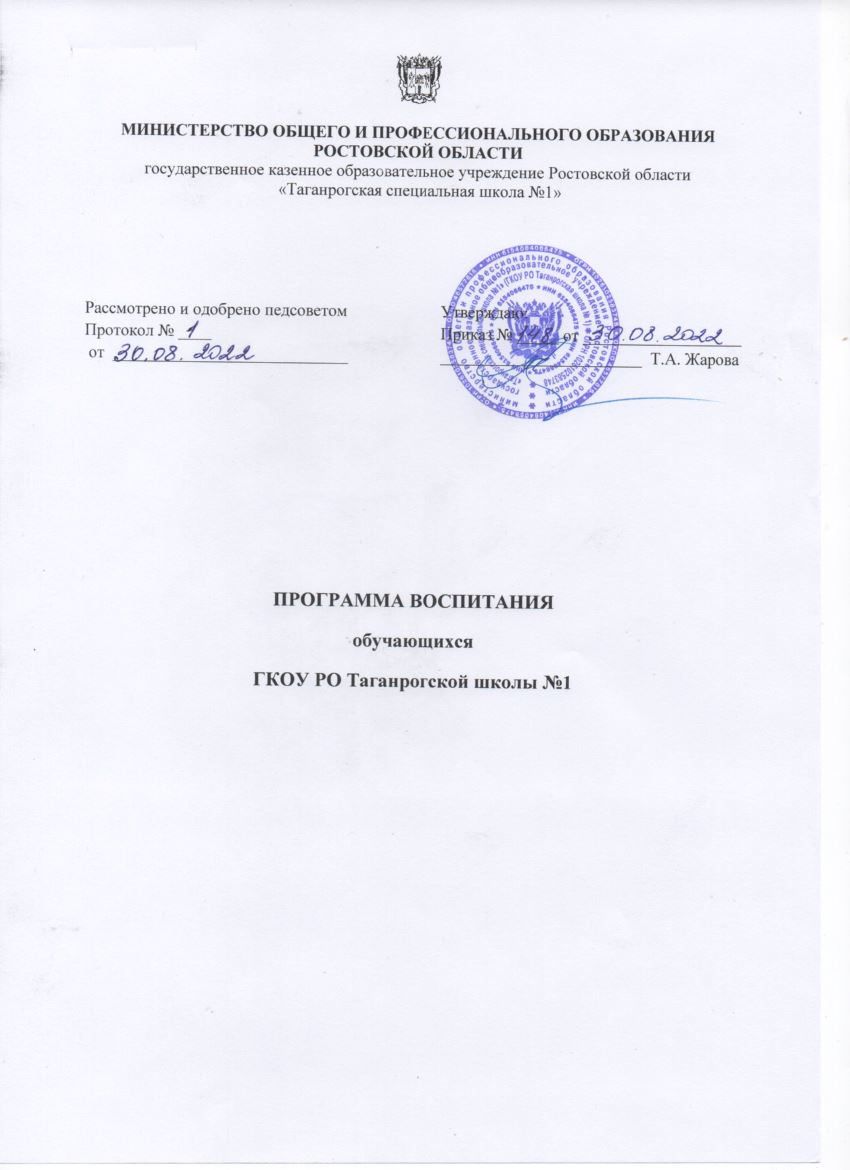 МИНИСТЕРСТВО ОБЩЕГО И ПРОФЕССИОНАЛЬНОГО ОБРАЗОВАНИЯ
РОСТОВСКОЙ ОБЛАСТИ
государственное казенное образовательное учреждение Ростовской области
«Таганрогская специальная школа №1»
Рассмотрено и одобрено педсоветом
Протокол № 1
от 30.08. 2022
Утверждаю:
Приказ № 148 от 30.08.2022
Т.А. Жарова
ПРОГРАММА ВОСПИТАНИЯ
обучающихся
ГКОУ РО Таганрогской школы №1